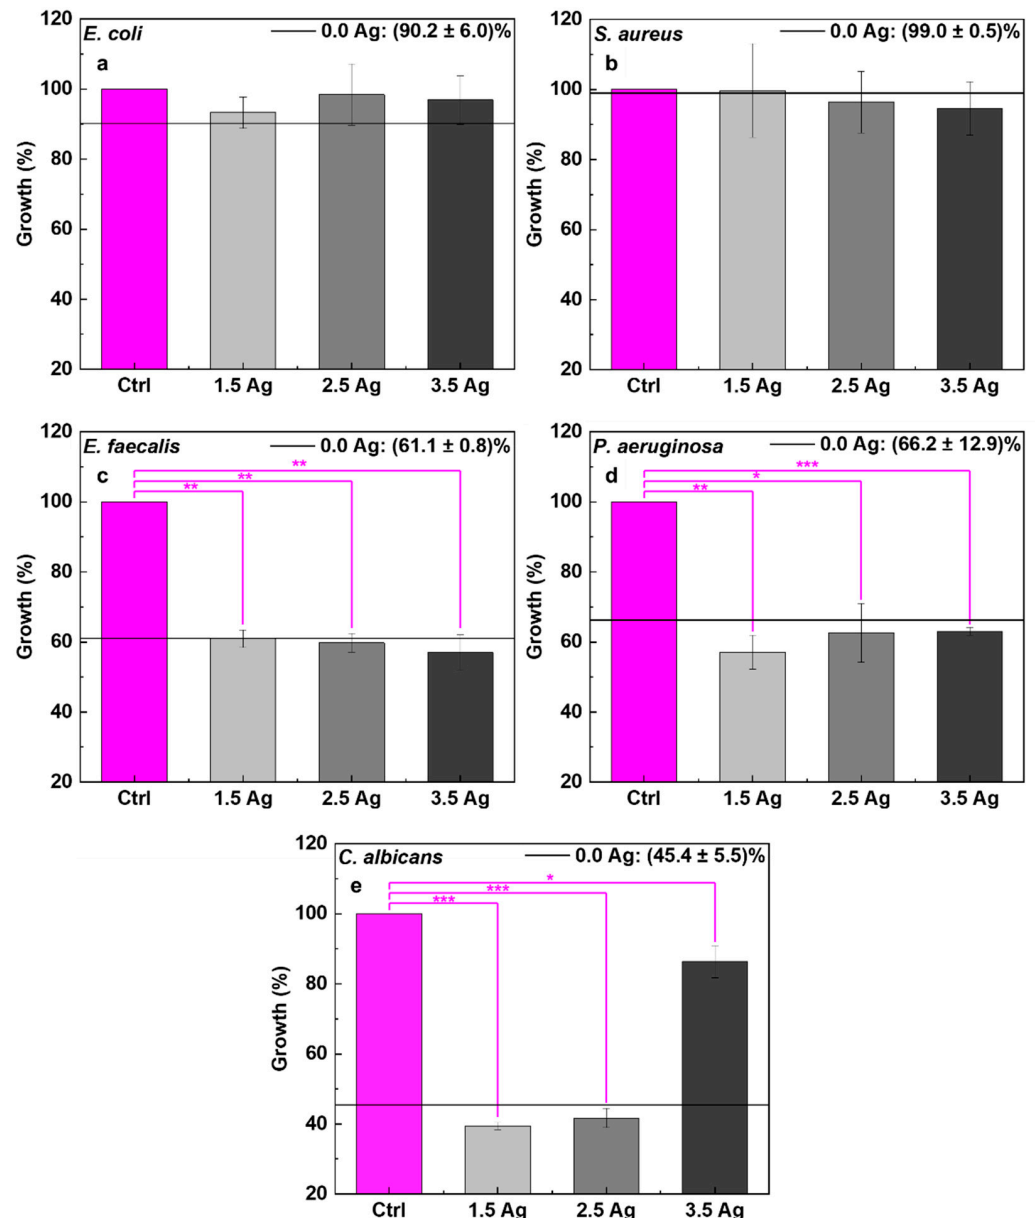 E. coli
0.0 Ag: (90.2 ± 6.0)%
a
Growth (%)
120
100
80
60
40
20
Ctrl
1.5 Ag
2.5 Ag
3.5 Ag
S. aureus
0.0 Ag: (99.0 ± 0.5)%
b
Growth (%)
120
100
80
60
40
20
Ctrl
1.5 Ag
2.5 Ag
3.5 Ag
E. faecalis
0.0 Ag: (61.1 ± 0.8)%
c
**
**
**
Growth (%)
120
100
80
60
40
20
Ctrl
1.5 Ag
2.5 Ag
3.5 Ag
P. aeruginosa
0.0 Ag: (66.2 ± 12.9)%
d
***
*
**
Growth (%)
120
100
80
60
40
20
Ctrl
1.5 Ag
2.5 Ag
3.5 Ag
C. albicans
0.0 Ag: (45.4 ± 5.5)%
e
*
***
***
Growth (%)
120
100
80
60
40
20
Ctrl
1.5 Ag
2.5 Ag
3.5 Ag